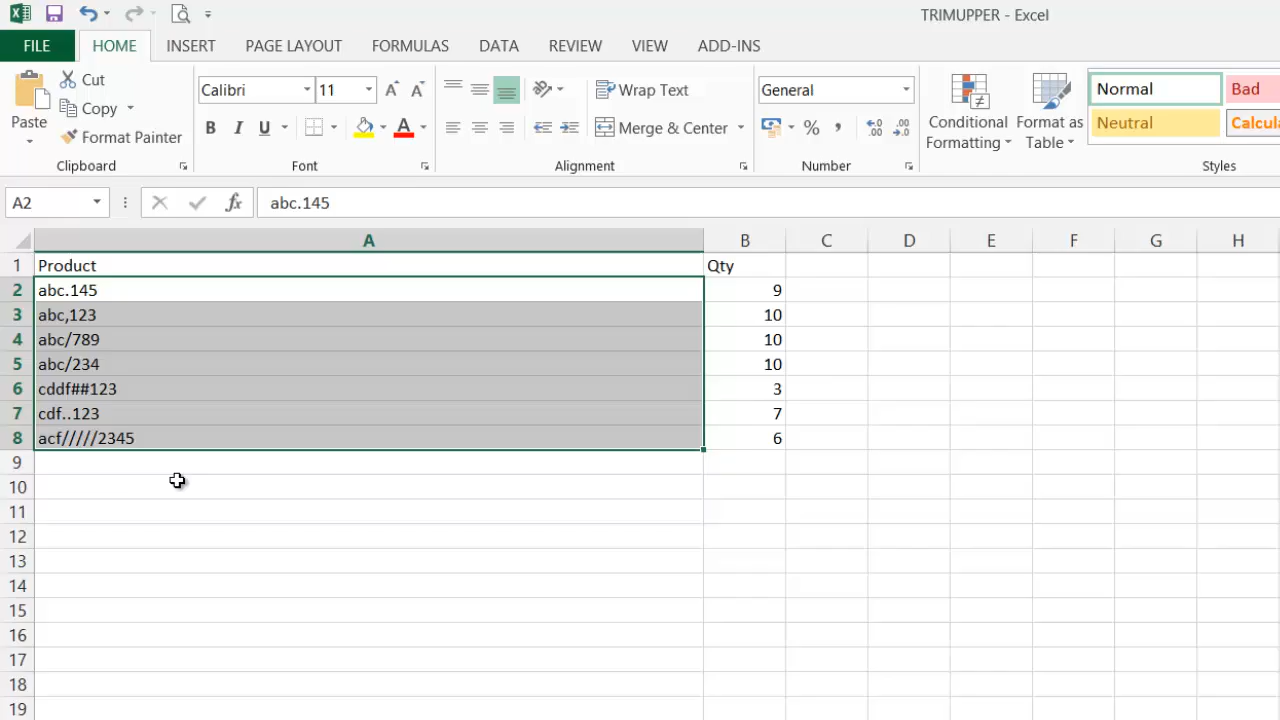 TRIMUPPER - Excel
FILE HOME INSERT PAGE LAYOUT FORMULAS DATA REVIEW VIEW ADD-INS
Paste
Cut
Copy
Format Painter
Clipboard
Calibri 11
B I U
Font
Wrap Text
Merge & Center
Alignment
General
%
Number
Conditional Formatting
Format as Table
Normal Bad
Neutral
Styles
A2 fx abc.145
A B C D E F G H
1 Product Qty
2 abc.145 9
3 abc,123 10
4 abc/789 10
5 abc/234 10
6 cddf##123 3
7 cdf..123 7
8 acf/////2345 6
9
10
11
12
13
14
15
16
17
18
19